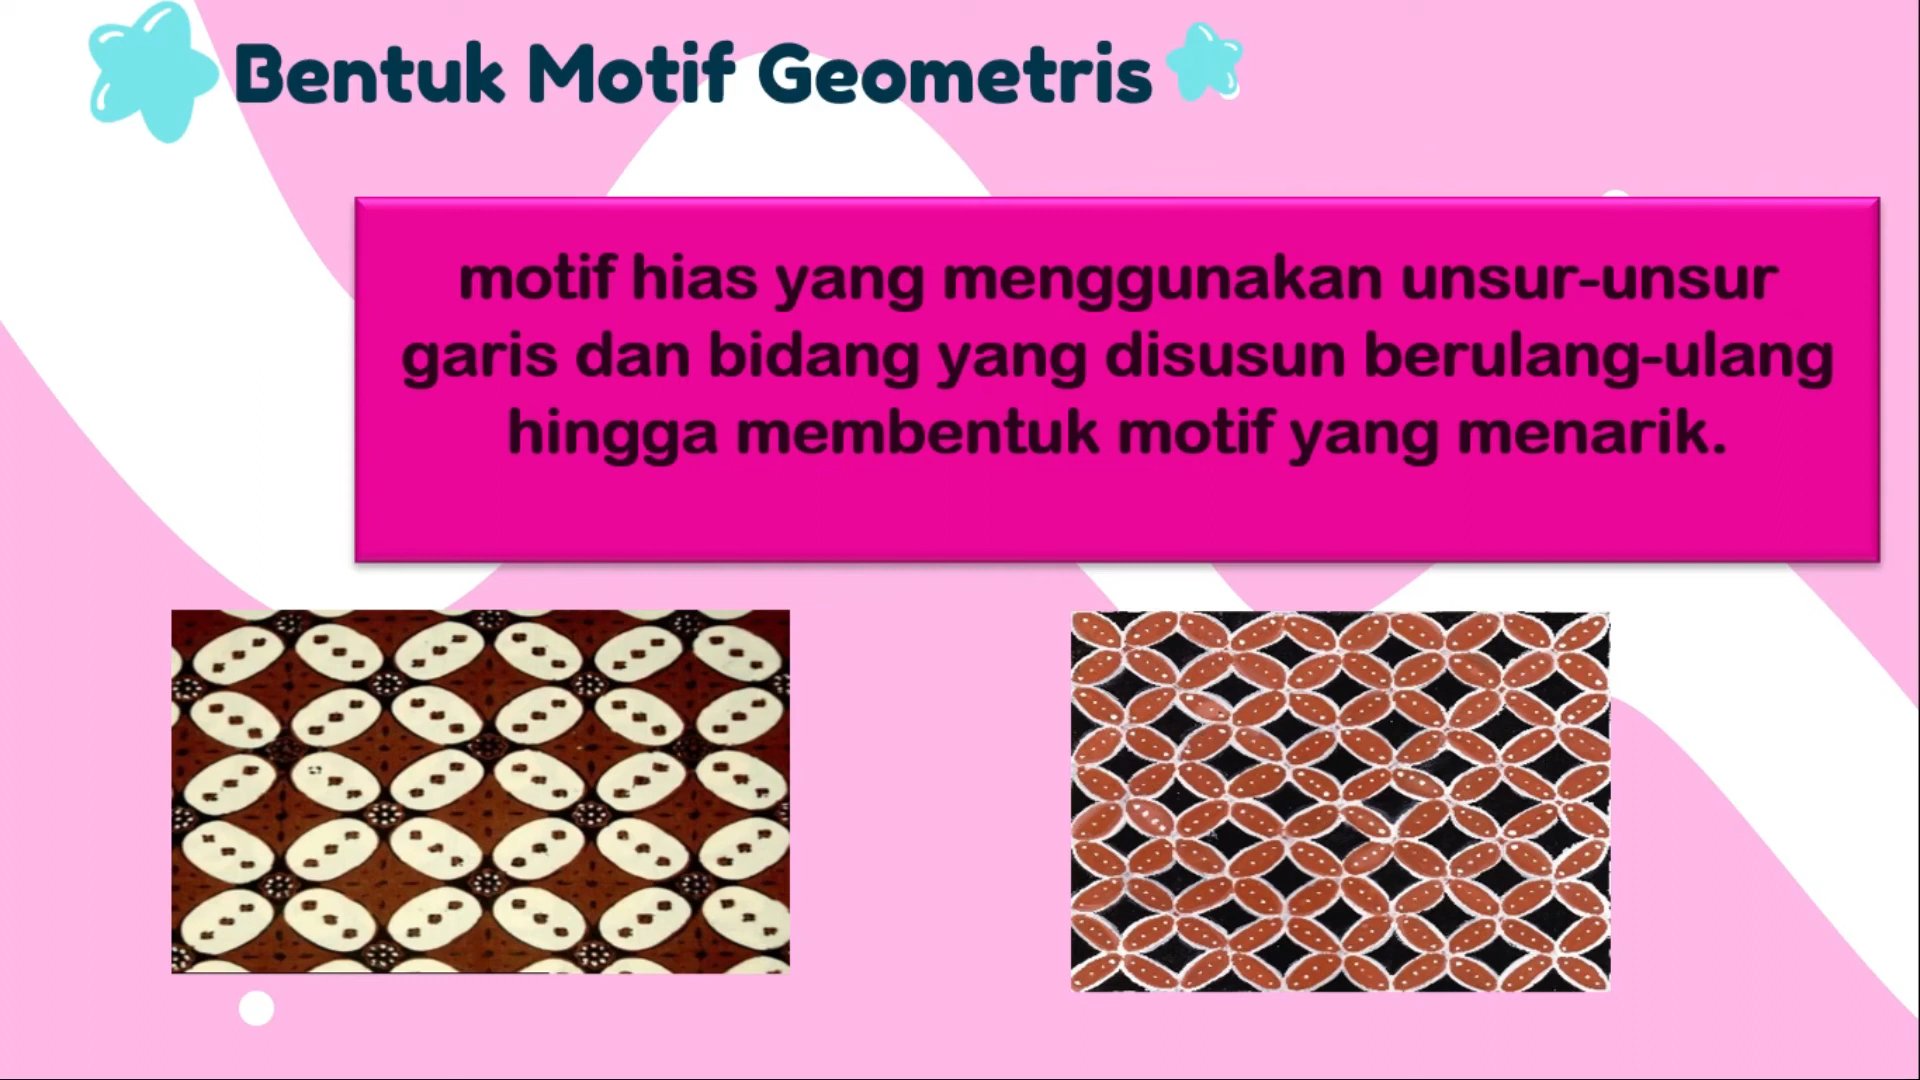 Bentuk Motif Geometris
motif hias yang menggunakan unsur-unsur
garis dan bidang yang disusun berulang-ulang
hingga membentuk motif yang menarik.